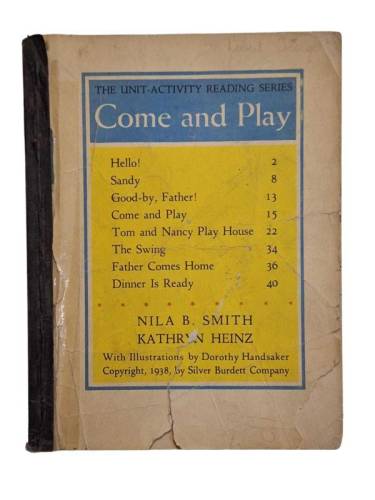 THE UNIT-ACTIVITY READING SERIES
Come and Play
Hello! 2
Sandy 8
Good-by, Father! 13
Come and Play 15
Tom and Nancy Play House 22
The Swing 34
Father Comes Home 36
Dinner Is Ready 40
NILA B. SMITH
KATHRYN HEINZ
With Illustrations by Dorothy Handsaker
Copyright, 1938, by Silver Burdett Company